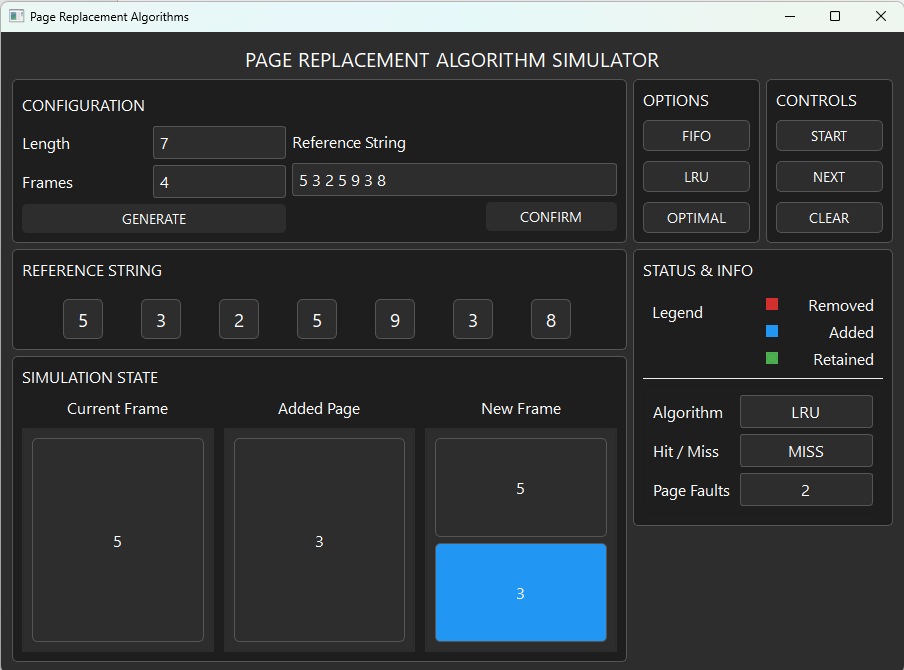 Page Replacement Algorithms
PAGE REPLACEMENT ALGORITHM SIMULATOR
CONFIGURATION
Length 7 Reference String
Frames 4 5 3 2 5 9 3 8
GENERATE CONFIRM
OPTIONS
FIFO
LRU
OPTIMAL
CONTROLS
START
NEXT
CLEAR
REFERENCE STRING
5 3 2 5 9 3 8
SIMULATION STATE
Current Frame Added Page New Frame
5 3 5
3
STATUS & INFO
Legend Removed
Added
Retained
Algorithm LRU
Hit / Miss MISS
Page Faults 2